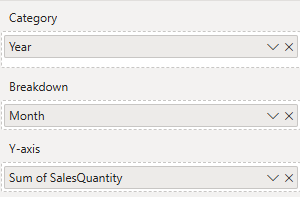 Category
Year
Breakdown
Month
Y-axis
Sum of SalesQuantity